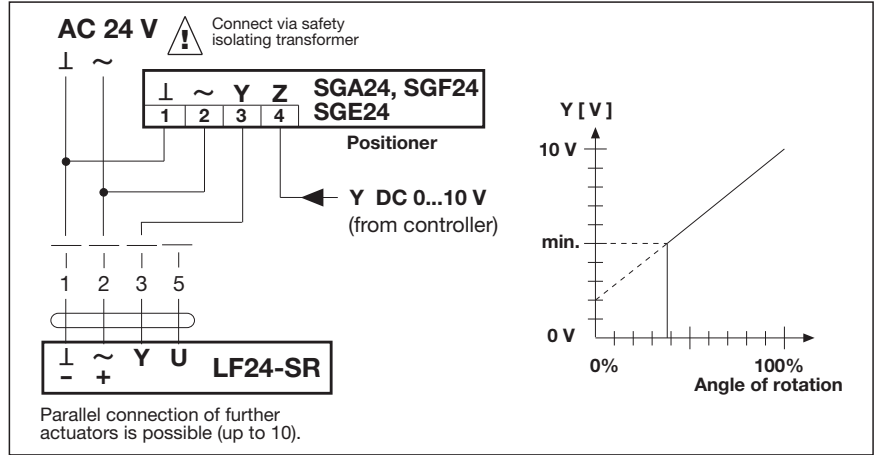 AC 24 V
Connect via safety
isolating transformer
⊥ ~
⊥ ~ Y Z
1 2 3 4
SGA24, SGF24
SGE24
Positioner
Y DC 0...10 V
(from controller)
1 2 3 5
⊥ ~ Y U
– +
LF24-SR
Parallel connection of further
actuators is possible (up to 10).
Y [ V ]
10 V
min.
0 V
0% 100%
Angle of rotation